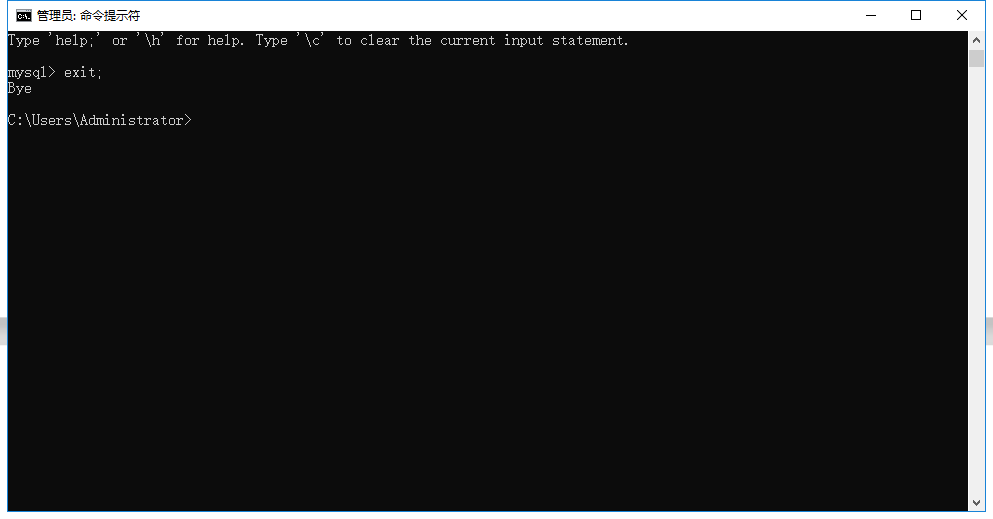 管理员: 命令提示符
Type 'help;' or '\h' for help. Type '\c' to clear the current input statement.
mysql> exit;
Bye
C:\Users\Administrator>